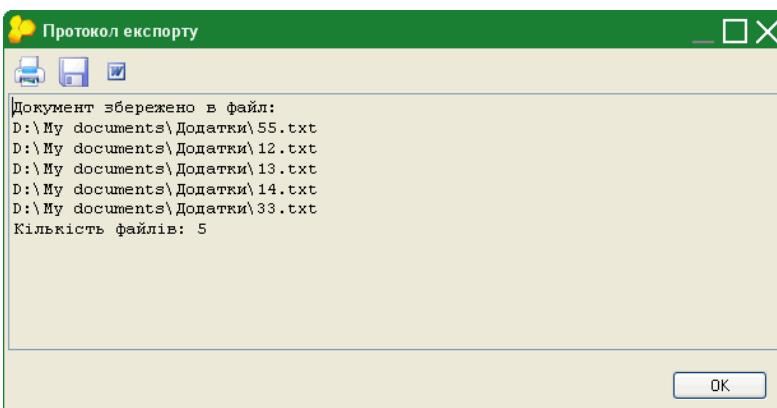 Протокол експорту
Документ збережено в файл:
D:\My documents\Додатки\55.txt
D:\My documents\Додатки\12.txt
D:\My documents\Додатки\13.txt
D:\My documents\Додатки\14.txt
D:\My documents\Додатки\33.txt
Кількість файлів: 5
OK